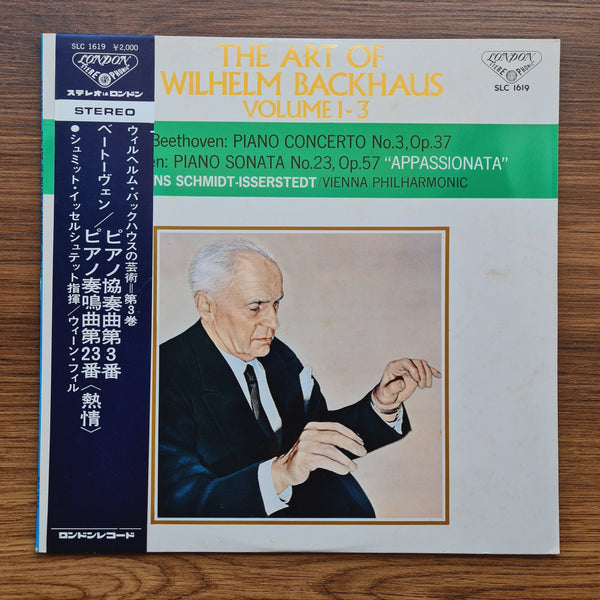 SLC 1619 ¥2,000
LONDON
STEREOPHONIC
ステレオはロンドン
STEREO
ウィルヘルム・バックハウスの芸術=第3巻
ベートーヴェン/ピアノ協奏曲第3番
ピアノ奏鳴曲第23番〈熱情〉
●シュミット・イッセルシュテット指揮/ウィーン・フィル
ロンドンレコード
THE ART OF
WILHELM BACKHAUS
VOLUME 1-3
LONDON
STEREOPHONIC
SLC 1619
Beethoven: PIANO CONCERTO No.3, Op.37
en: PIANO SONATA No.23, Op.57 “APPASSIONATA”
NS SCHMIDT-ISSERSTEDT/VIENNA PHILHARMONIC